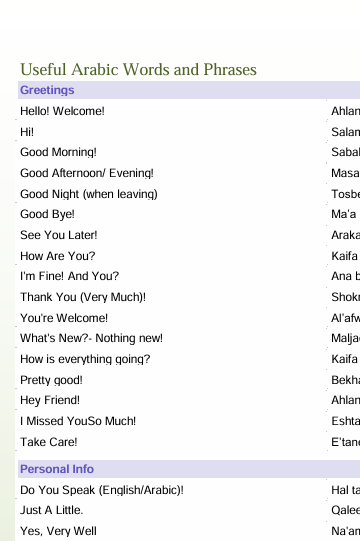 Useful Arabic Words and Phrases
Greetings
Hello! Welcome! Ahlan
Hi! Salam
Good Morning! Sabah
Good Afternoon/ Evening! Masa
Good Night (when leaving) Tosbe
Good Bye! Ma'a
See You Later! Araka
How Are You? Kaifa
I'm Fine! And You? Ana b
Thank You (Very Much)! Shok
You're Welcome! Al'afw
What's New?- Nothing new! Malja
How is everything going? Kaifa
Pretty good! Bekha
Hey Friend! Ahlan
I Missed YouSo Much! Eshta
Take Care! E'tan
Personal Info
Do You Speak (English/Arabic)! Hal ta
Just A Little. Qalee
Yes, Very Well Na'am